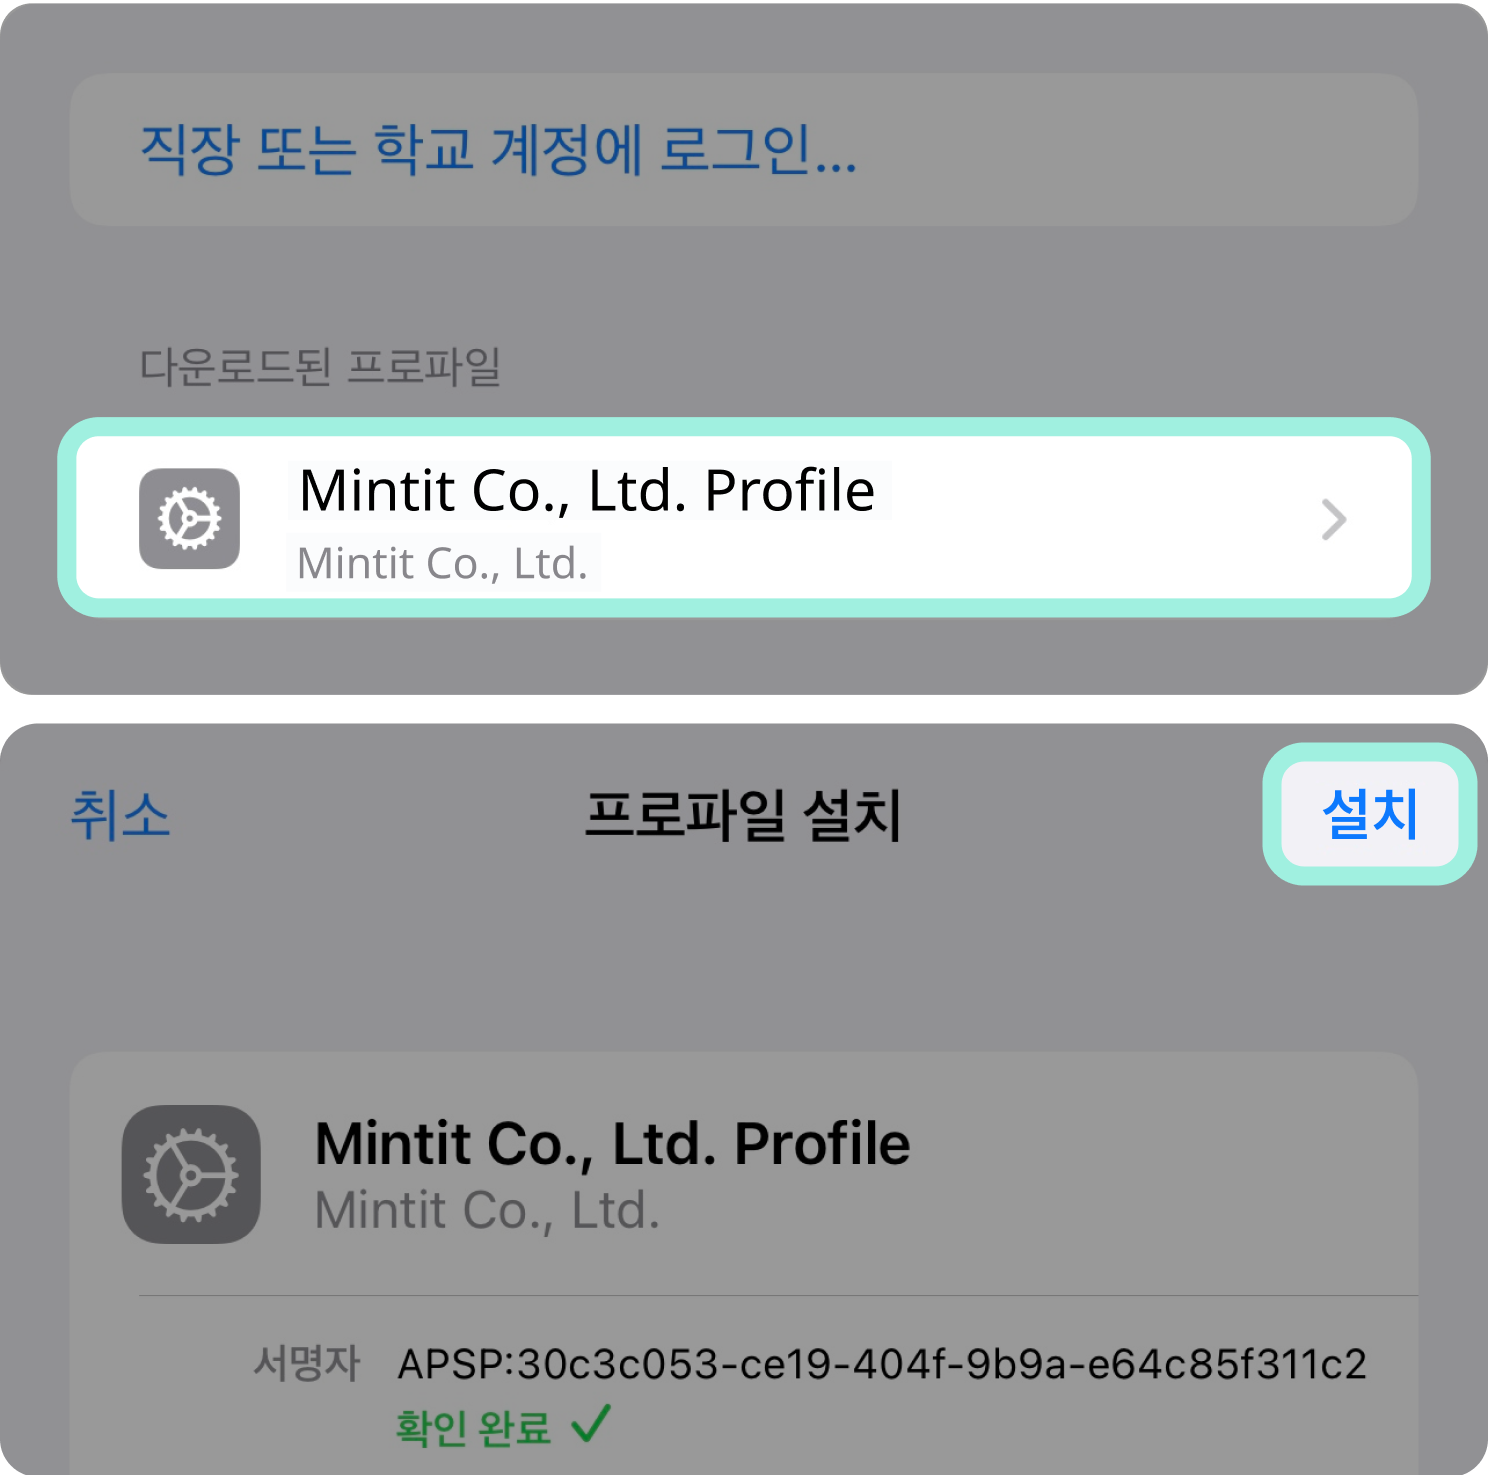 직장 또는 학교 계정에 로그인...
다운로드된 프로파일
Mintit Co., Ltd. Profile
Mintit Co., Ltd.
취소 프로파일 설치 설치
Mintit Co., Ltd. Profile
Mintit Co., Ltd.
서명자 APSP:30c3c053-ce19-404f-9b9a-e64c85f311c2
확인 완료 ✓